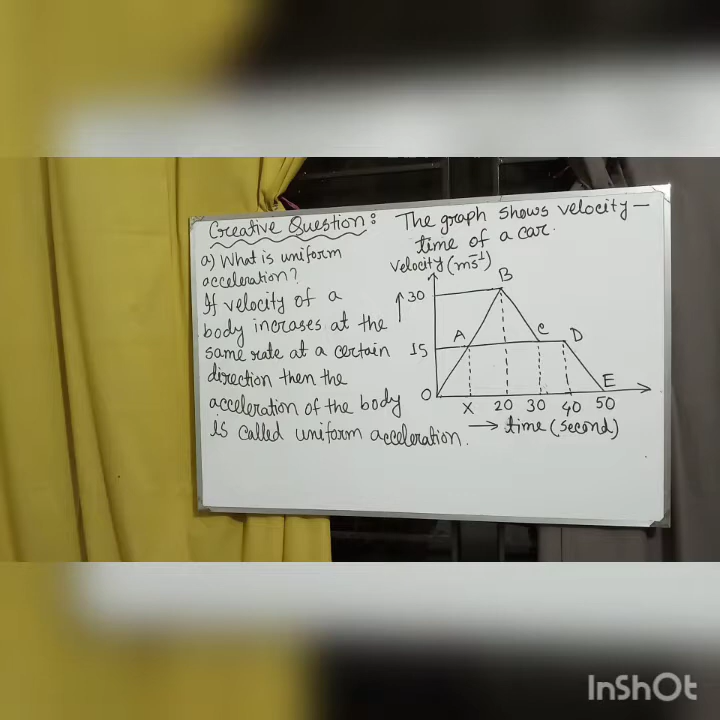 Creative Question:
The graph shows velocity-
time of a car.
a) What is uniform
acceleration?
If velocity of a
body incrases at the
same rate at a certain
direction then the
acceleration of the body
is called uniform acceleration.
Velocity (ms⁻¹)
B
30
A
C
D
15
E
0
X 20 30 40 50
→ time (second)
InShOt